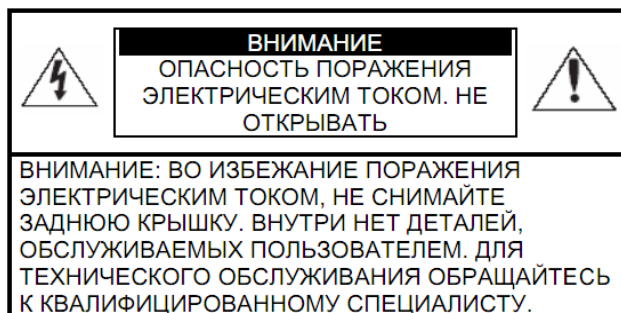 ВНИМАНИЕ
ОПАСНОСТЬ ПОРАЖЕНИЯ
ЭЛЕКТРИЧЕСКИМ ТОКОМ. НЕ
ОТКРЫВАТЬ
ВНИМАНИЕ: ВО ИЗБЕЖАНИЕ ПОРАЖЕНИЯ
ЭЛЕКТРИЧЕСКИМ ТОКОМ, НЕ СНИМАЙТЕ
ЗАДНЮЮ КРЫШКУ. ВНУТРИ НЕТ ДЕТАЛЕЙ,
ОБСЛУЖИВАЕМЫХ ПОЛЬЗОВАТЕЛЕМ. ДЛЯ
ТЕХНИЧЕСКОГО ОБСЛУЖИВАНИЯ ОБРАЩАЙТЕСЬ
К КВАЛИФИЦИРОВАННОМУ СПЕЦИАЛИСТУ.